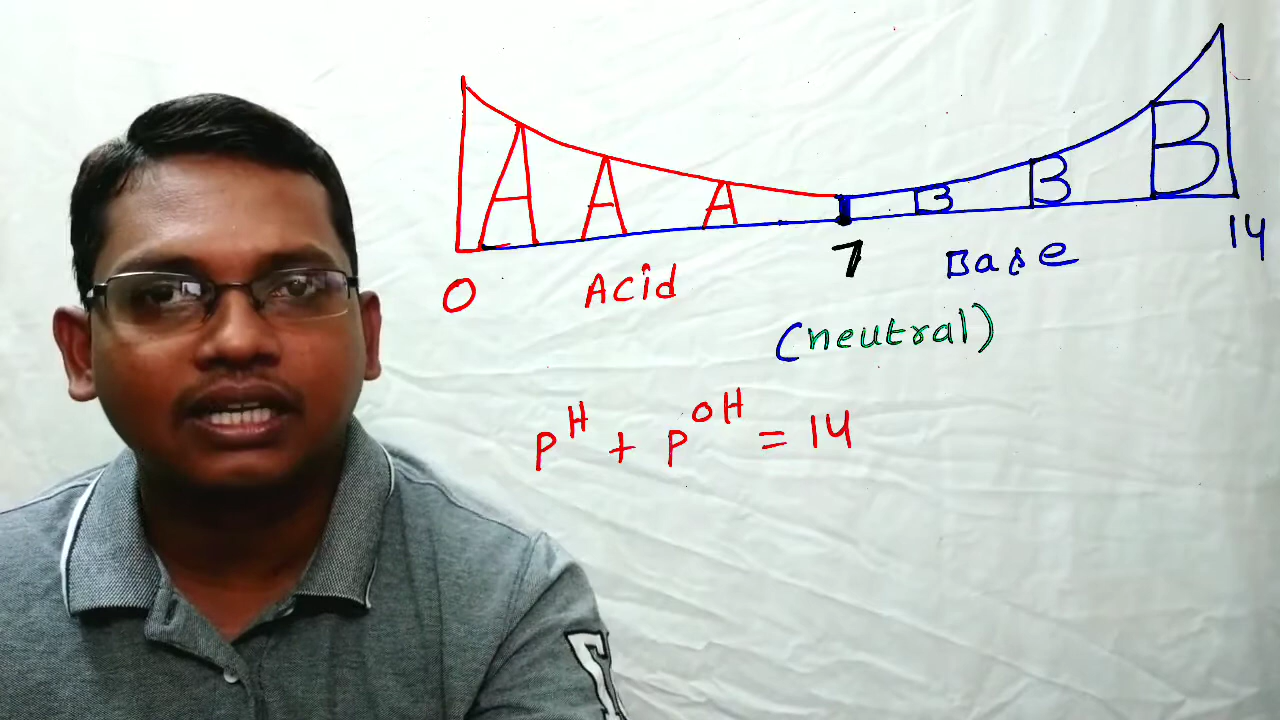 A A A B B B
0 Acid 7 Base 14
(neutral)
pH + pOH = 14